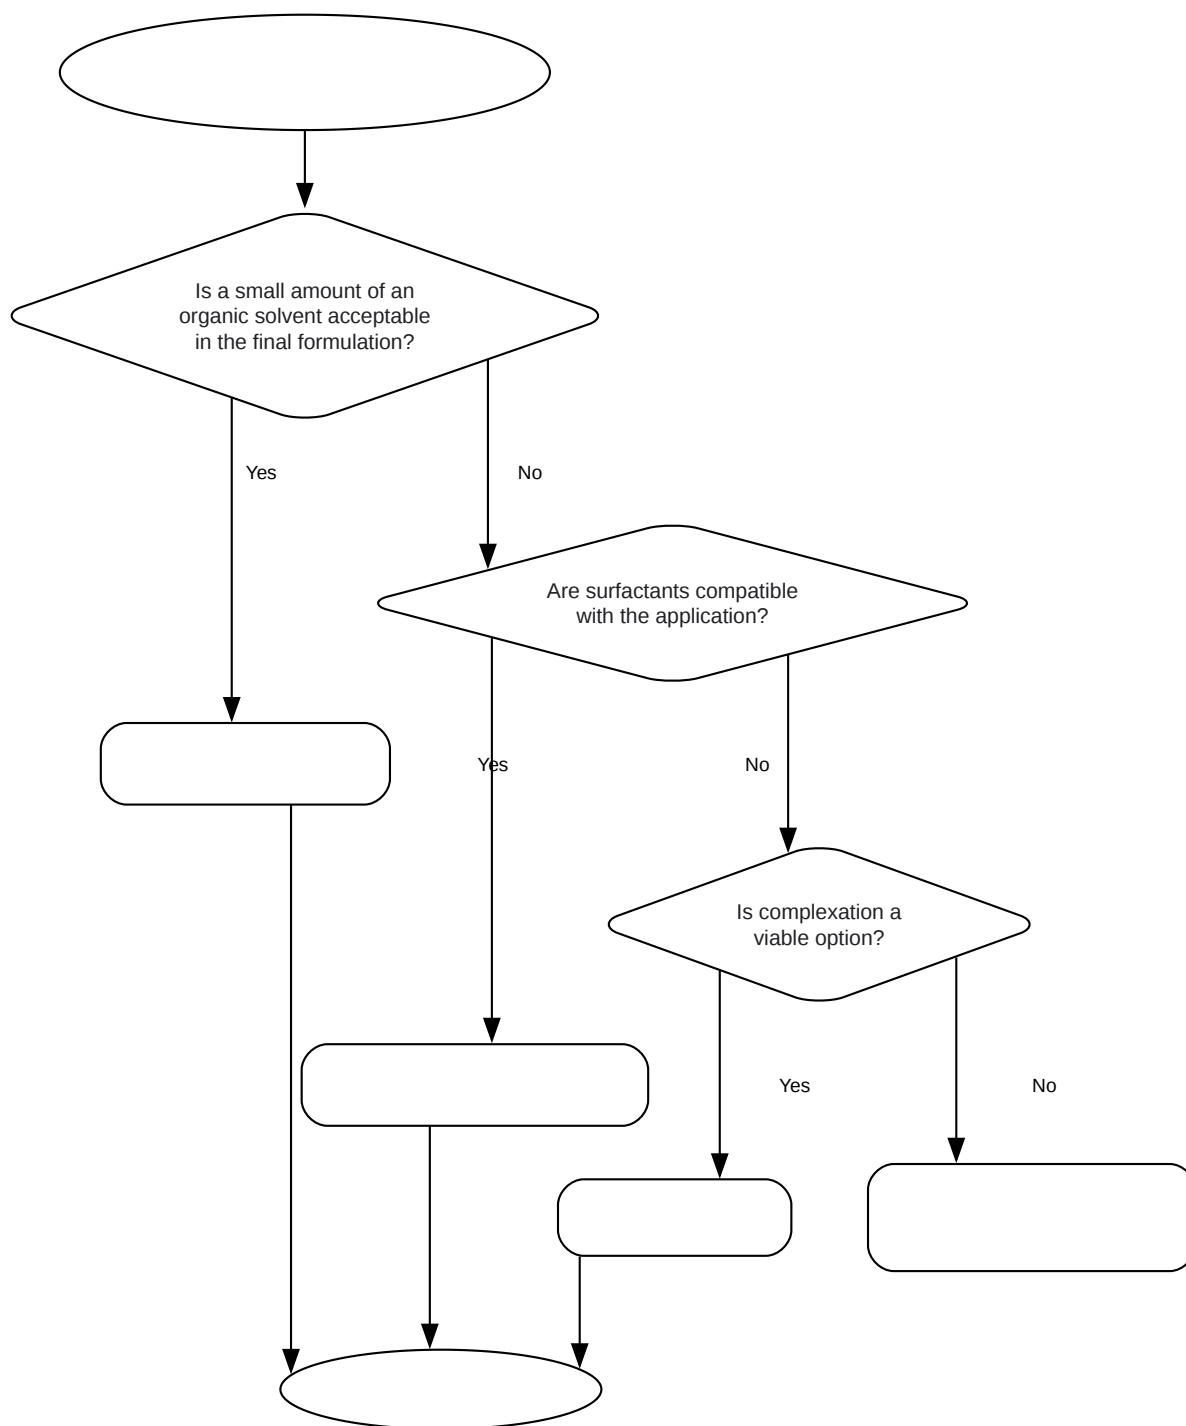 Is a small amount of an
organic solvent acceptable
in the final formulation?
Yes
No
Are surfactants compatible
with the application?
Yes
No
Is complexation a
viable option?
Yes
No